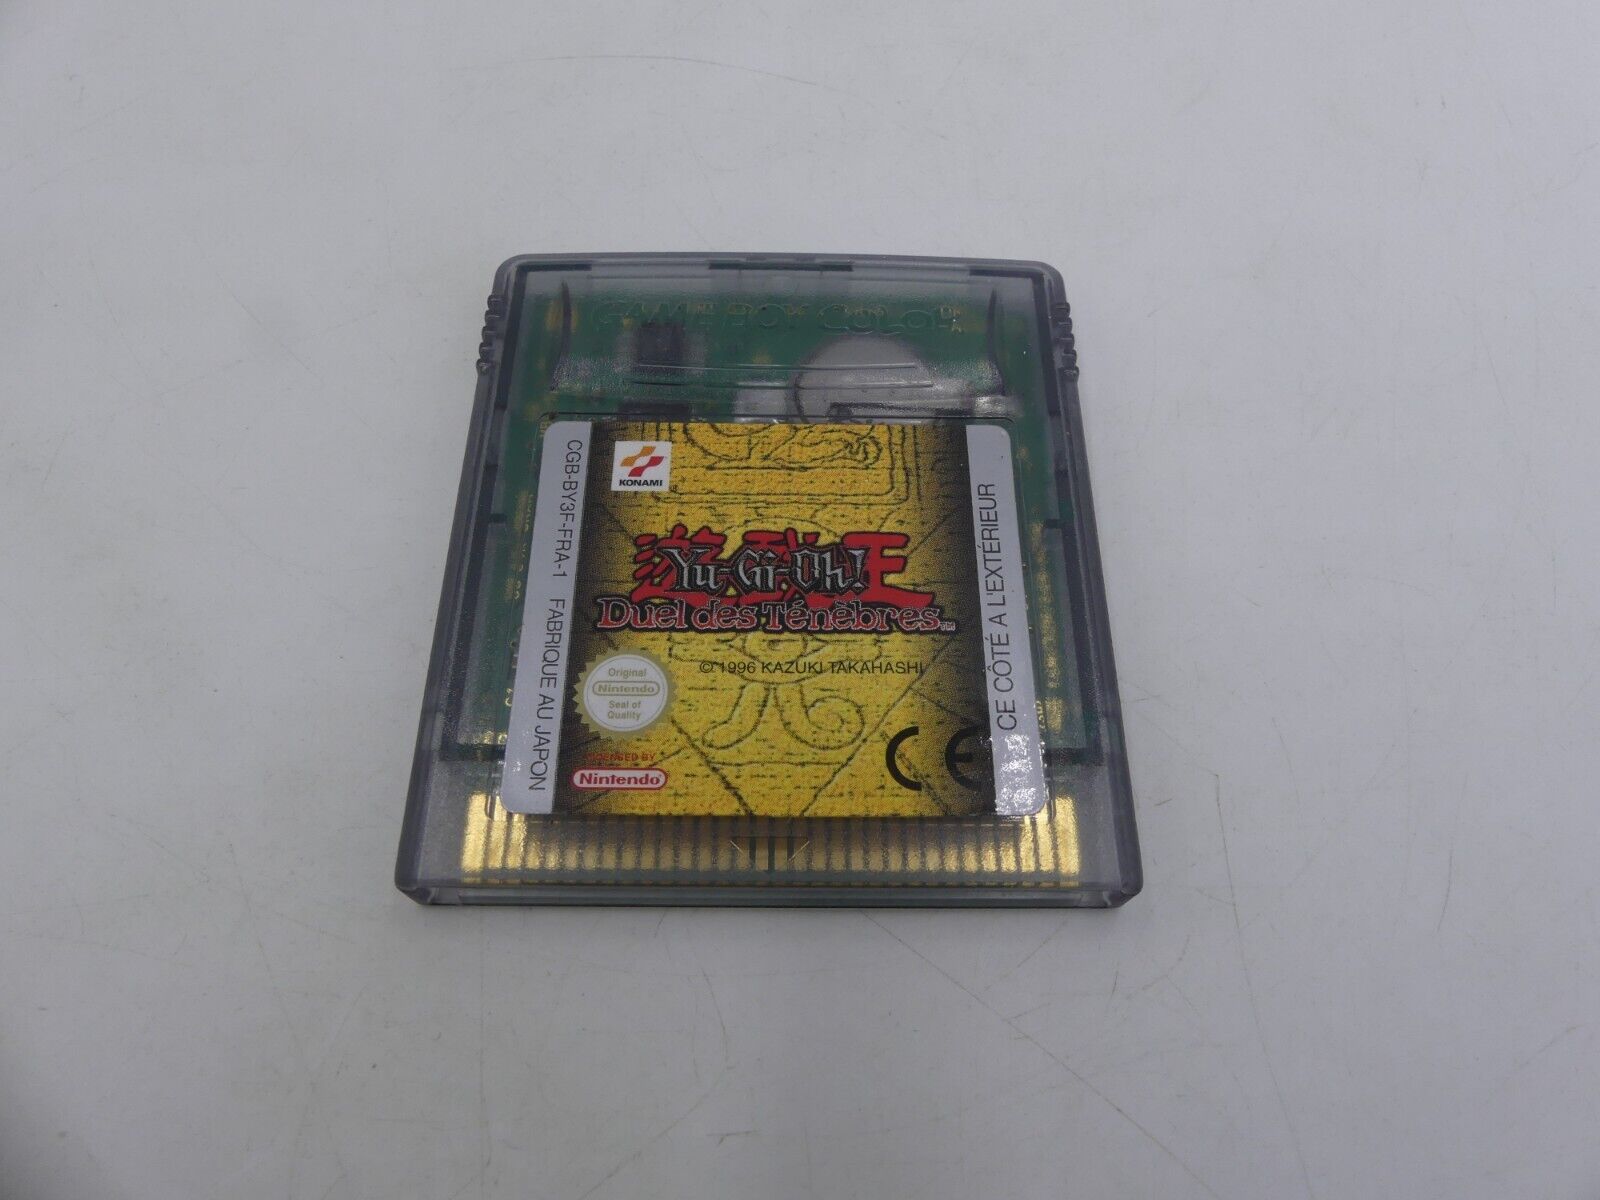 GAME BOY COLOR
CGB-BY3F-FRA-1 FABRIQUE AU JAPON
KONAMI
遊戯王
Yu-Gi-Oh!
Duel des Ténèbres™
© 1996 KAZUKI TAKAHASHI
Original
Nintendo
Seal of
Quality
LICENSED BY
Nintendo
CE
CE CÔTÉ A L'EXTÉRIEUR